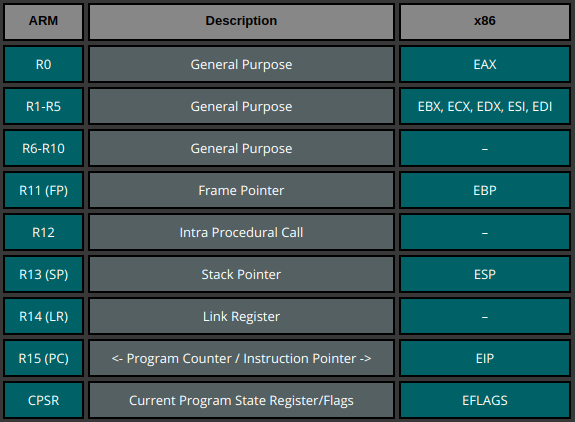 ARM Description x86
R0 General Purpose EAX
R1-R5 General Purpose EBX, ECX, EDX, ESI, EDI
R6-R10 General Purpose –
R11 (FP) Frame Pointer EBP
R12 Intra Procedural Call –
R13 (SP) Stack Pointer ESP
R14 (LR) Link Register –
R15 (PC) <- Program Counter / Instruction Pointer -> EIP
CPSR Current Program State Register/Flags EFLAGS